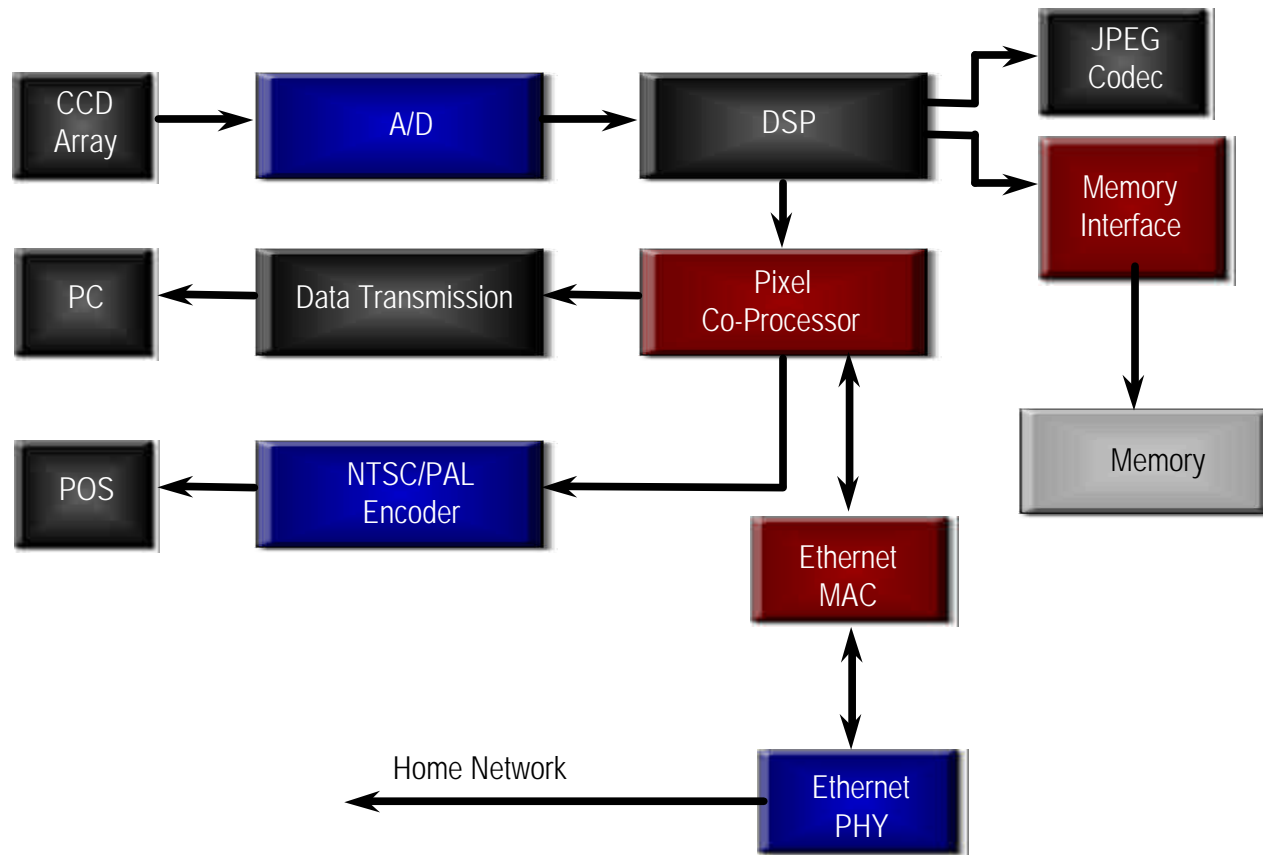 CCD
Array
A/D
DSP
JPEG
Codec
Memory
Interface
PC
Data Transmission
Pixel
Co-Processor
Memory
POS
NTSC/PAL
Encoder
Ethernet
MAC
Home Network
Ethernet
PHY